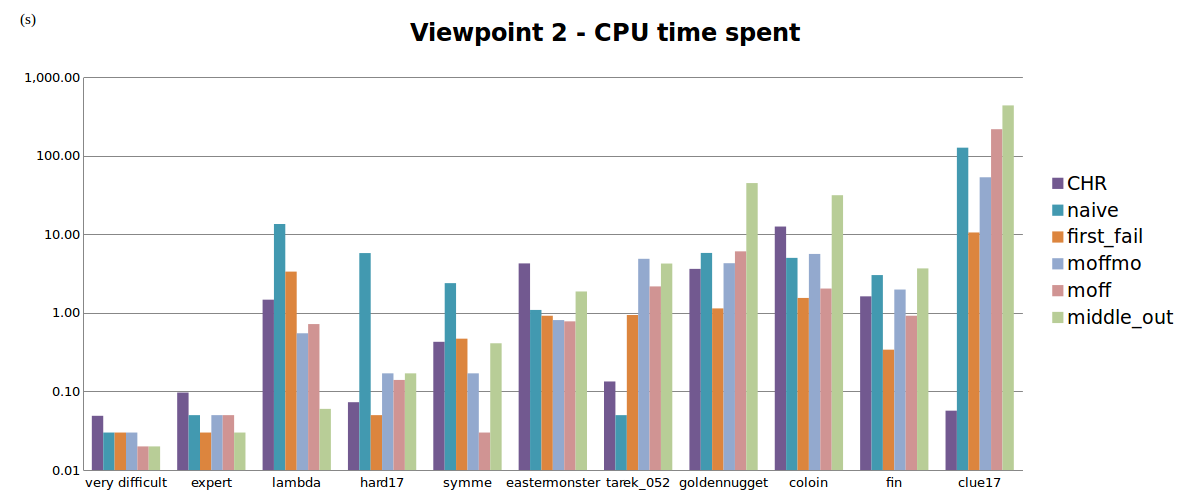 (s)
Viewpoint 2 - CPU time spent
1,000.00
100.00
10.00
1.00
0.10
0.01
very difficult expert lambda hard17 symme eastermonster tarek_052 goldennugget coloin fin clue17
CHR
naive
first_fail
moffmo
moff
middle_out